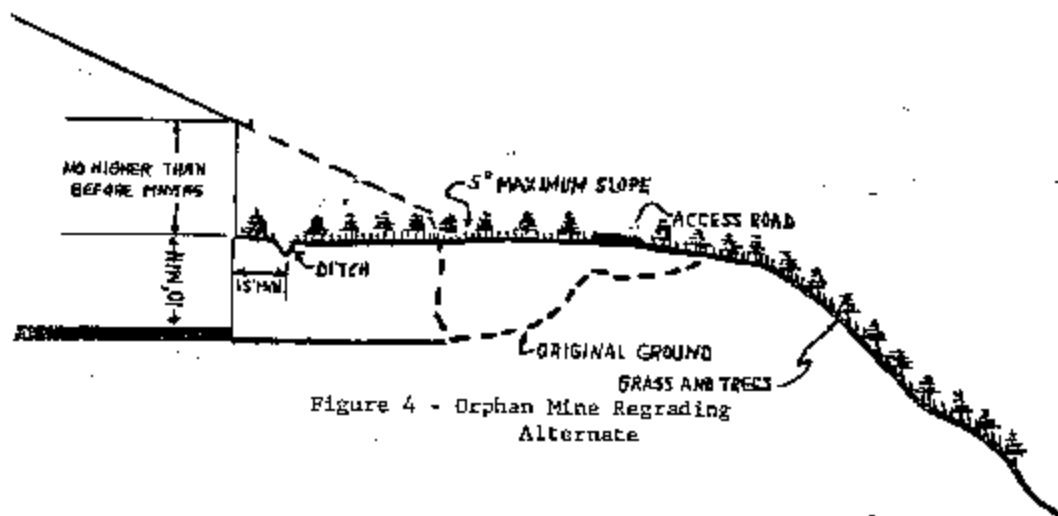 NO HIGHER THAN
BEFORE MINING
5° MAXIMUM SLOPE
ACCESS ROAD
10' MIN
15' MIN
DITCH
ORIGINAL GROUND
GRASS AND TREES
Figure 4 - Orphan Mine Regrading
Alternate